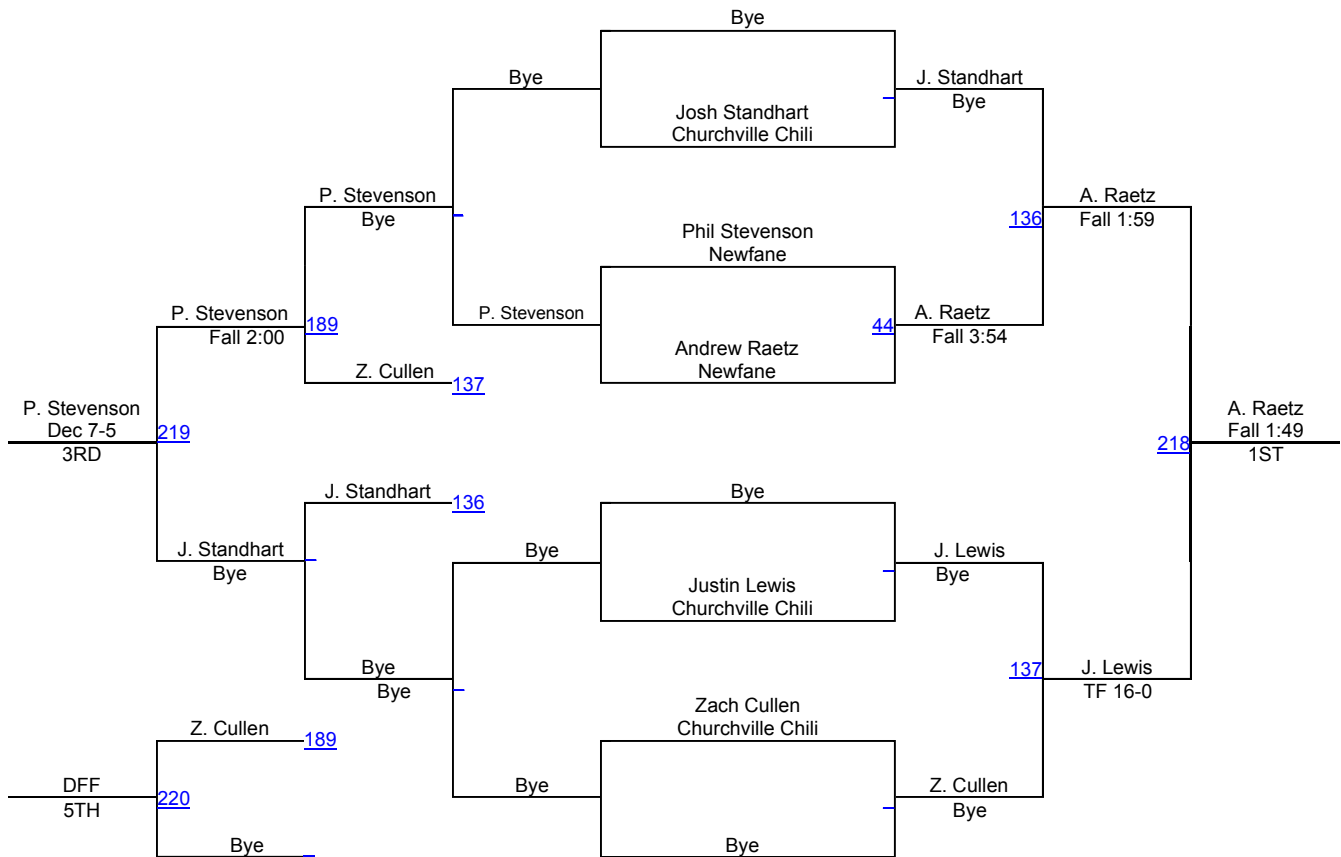 Bye
Bye
J. Standhart
Josh Standhart
Bye
Churchville Chili
P. Stevenson
A. Raetz
Bye
136
Fall 1:59
Phil Stevenson
Newfane
P. Stevenson
P. Stevenson
A. Raetz
189
44
Fall 2:00
Fall 3:54
Andrew Raetz
Newfane
Z. Cullen
137
P. Stevenson
A. Raetz
Dec 7-5
219
Fall 1:49
218
3RD
1ST
J. Standhart
136
Bye
J. Standhart
Bye
J. Lewis
Bye
Bye
Justin Lewis
Churchville Chili
Bye
137
J. Lewis
Bye
TF 16-0
Zach Cullen
Churchville Chili
Z. Cullen
189
DFF
Bye
Z. Cullen
220
5TH
Bye
Bye
Bye